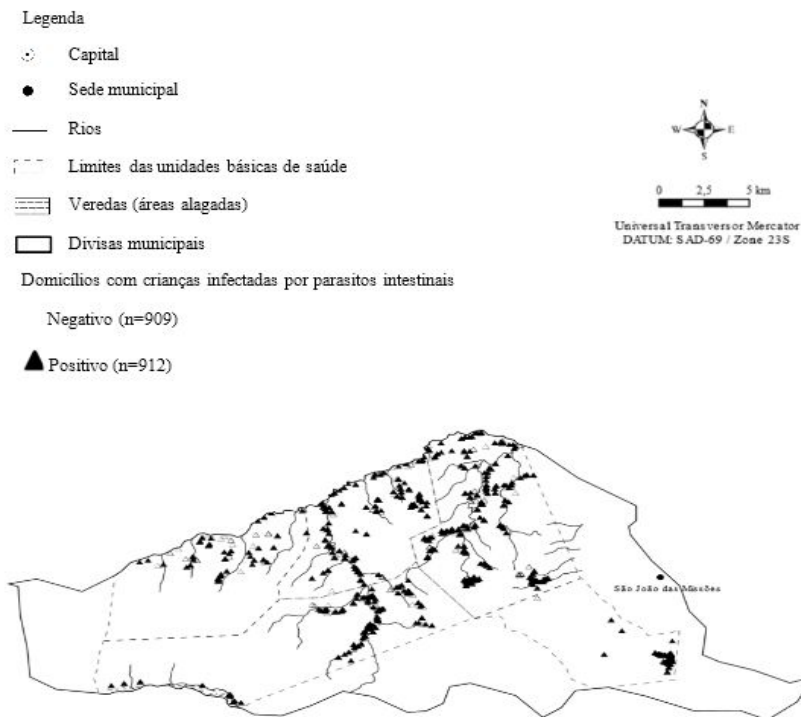 Legenda
Capital
Sede municipal
Rios
Limites das unidades básicas de saúde
Veredas (áreas alagadas)
Divisas municipais
Domicílios com crianças infectadas por parasitos intestinais
Negativo (n=909)
Positivo (n=912)
N
W E
S
0 2,5 5 km
Universal Transversor Mercator
DATUM: SAD-69 / Zone 23S
São João das Missões